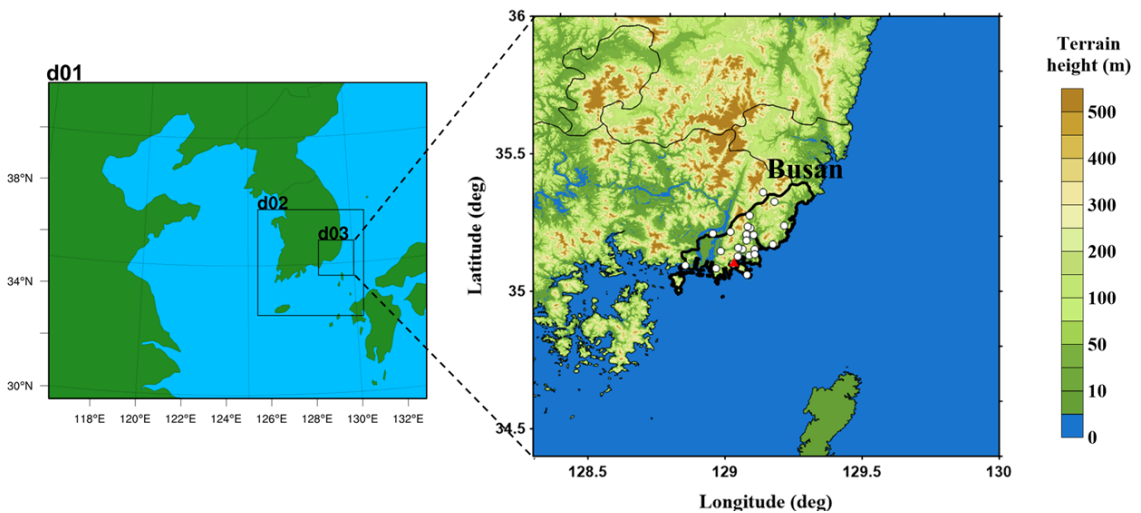 d01
38°N
34°N
30°N
118°E
120°E
122°E
124°E
126°E
128°E
130°E
132°E
d02
d03
36
35.5
35
34.5
Latitude (deg)
128.5
129
129.5
130
Longitude (deg)
Busan
Terrain
height (m)
500
400
300
200
100
50
10
0